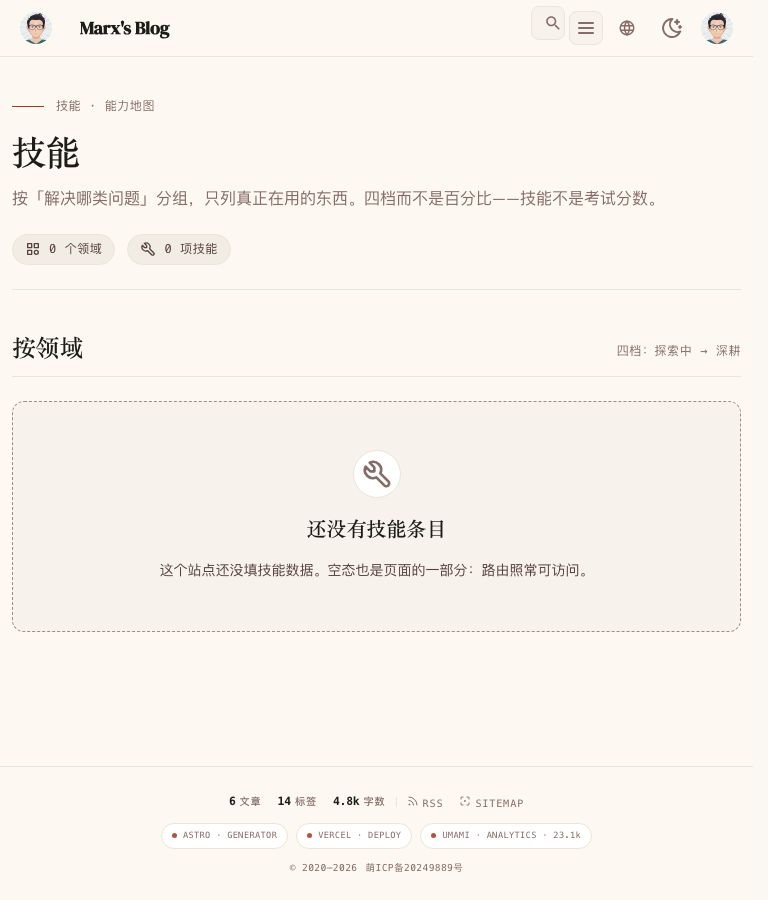 Marx's Blog
技能 · 能力地图
技能
按「解决哪类问题」分组，只列真正在用的东西。四档而不是百分比——技能不是考试分数。
0 个领域
0 项技能
按领域
四档：探索中 → 深耕
还没有技能条目
这个站点还没填技能数据。空态也是页面的一部分：路由照常可访问。
6 文章 14 标签 4.8k 字数 RSS SITEMAP
ASTRO · GENERATOR
VERCEL · DEPLOY
UMAMI · ANALYTICS · 23.1k
© 2020—2026 萌ICP备20249889号